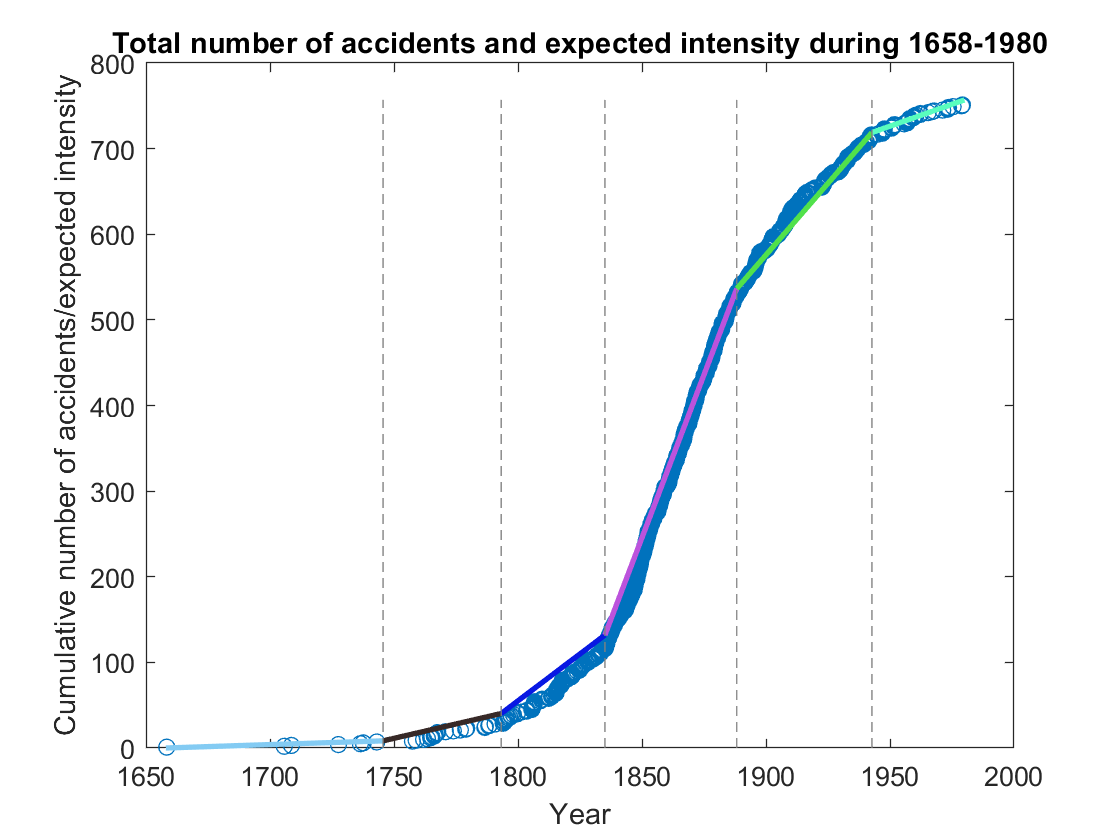 Total number of accidents and expected intensity during 1658-1980
Cumulative number of accidents/expected intensity
800
700
600
500
400
300
200
100
0
1650 1700 1750 1800 1850 1900 1950 2000
Year